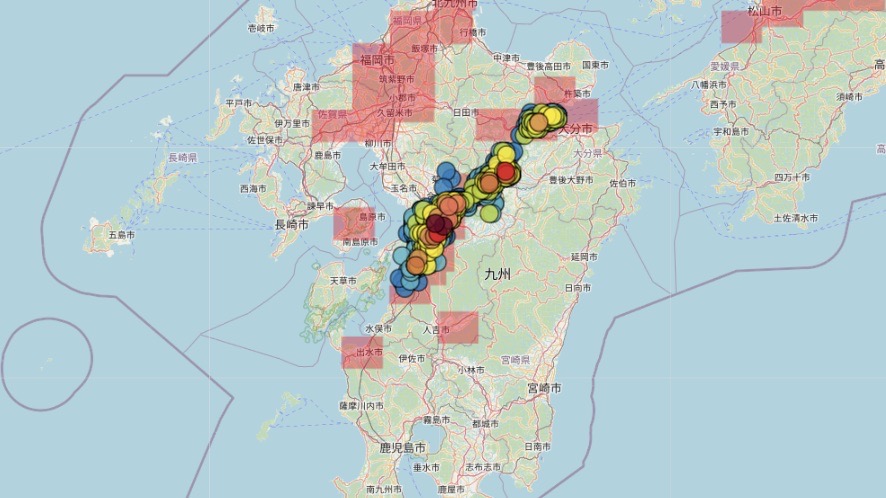 北九州市
松山市
福岡県
壱岐市
行橋市
飯塚市
中津市
福岡市
豊後高田市
国東市
愛媛県
筑紫野市
唐津市
八幡浜市
杵築市
小郡市
平戸市
須崎市
西予市
佐賀県
久留米市
日田市
伊万里市
大分市
宇和島市
佐世保市
柳川市
鹿島市
大分県
長崎県
大牟田市
四万十市
豊後大野市
佐伯市
西海市
玉名市
諫早市
島原市
土佐清水市
長崎市
五島市
南島原市
延岡市
九州
天草市
日向市
水俣市
人吉市
出水市
伊佐市
宮崎県
小林市
宮崎市
薩摩川内市
霧島市
都城市
鹿児島市
日南市
垂水市
志布志市
南九州市
鹿屋市